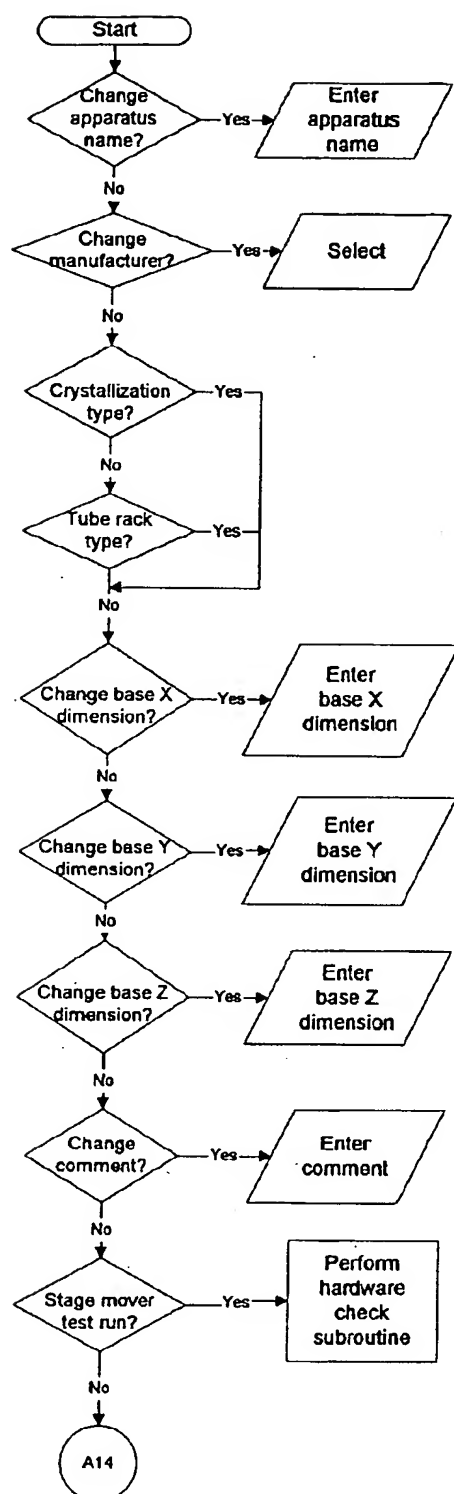 Start
Change
apparatus
name?
Yes
Enter
apparatus
name
No
Change
manufacturer?
Yes
Select
No
Crystallization
type?
Yes
No
Tube rack
type?
Yes
No
Change base X
dimension?
Yes
Enter
base X
dimension
No
Change base Y
dimension?
Yes
Enter
base Y
dimension
No
Change base Z
dimension?
Yes
Enter
base Z
dimension
No
Change
comment?
Yes
Enter
comment
No
Stage mover
test run?
Yes
Perform
hardware
check
subroutine
No
A14